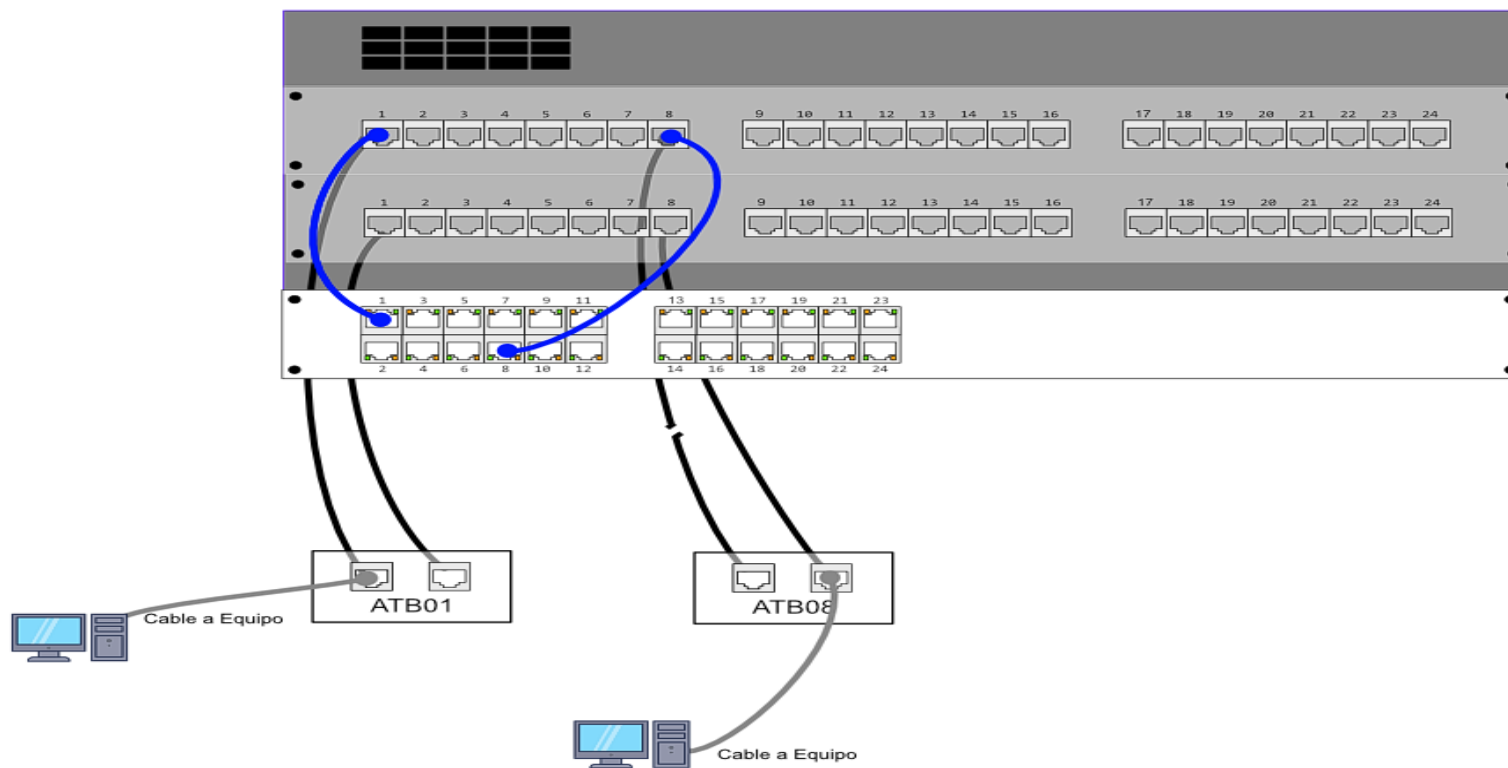 1 2 3 4 5 6 7 8 9 10 11 12 13 14 15 16 17 18 19 20 21 22 23 24
1 2 3 4 5 6 7 8 9 10 11 12 13 14 15 16 17 18 19 20 21 22 23 24
1 3 5 7 9 11 13 15 17 19 21 23
2 4 6 8 10 12 14 16 18 20 22 24
ATB01 ATB08
Cable a Equipo
Cable a Equipo